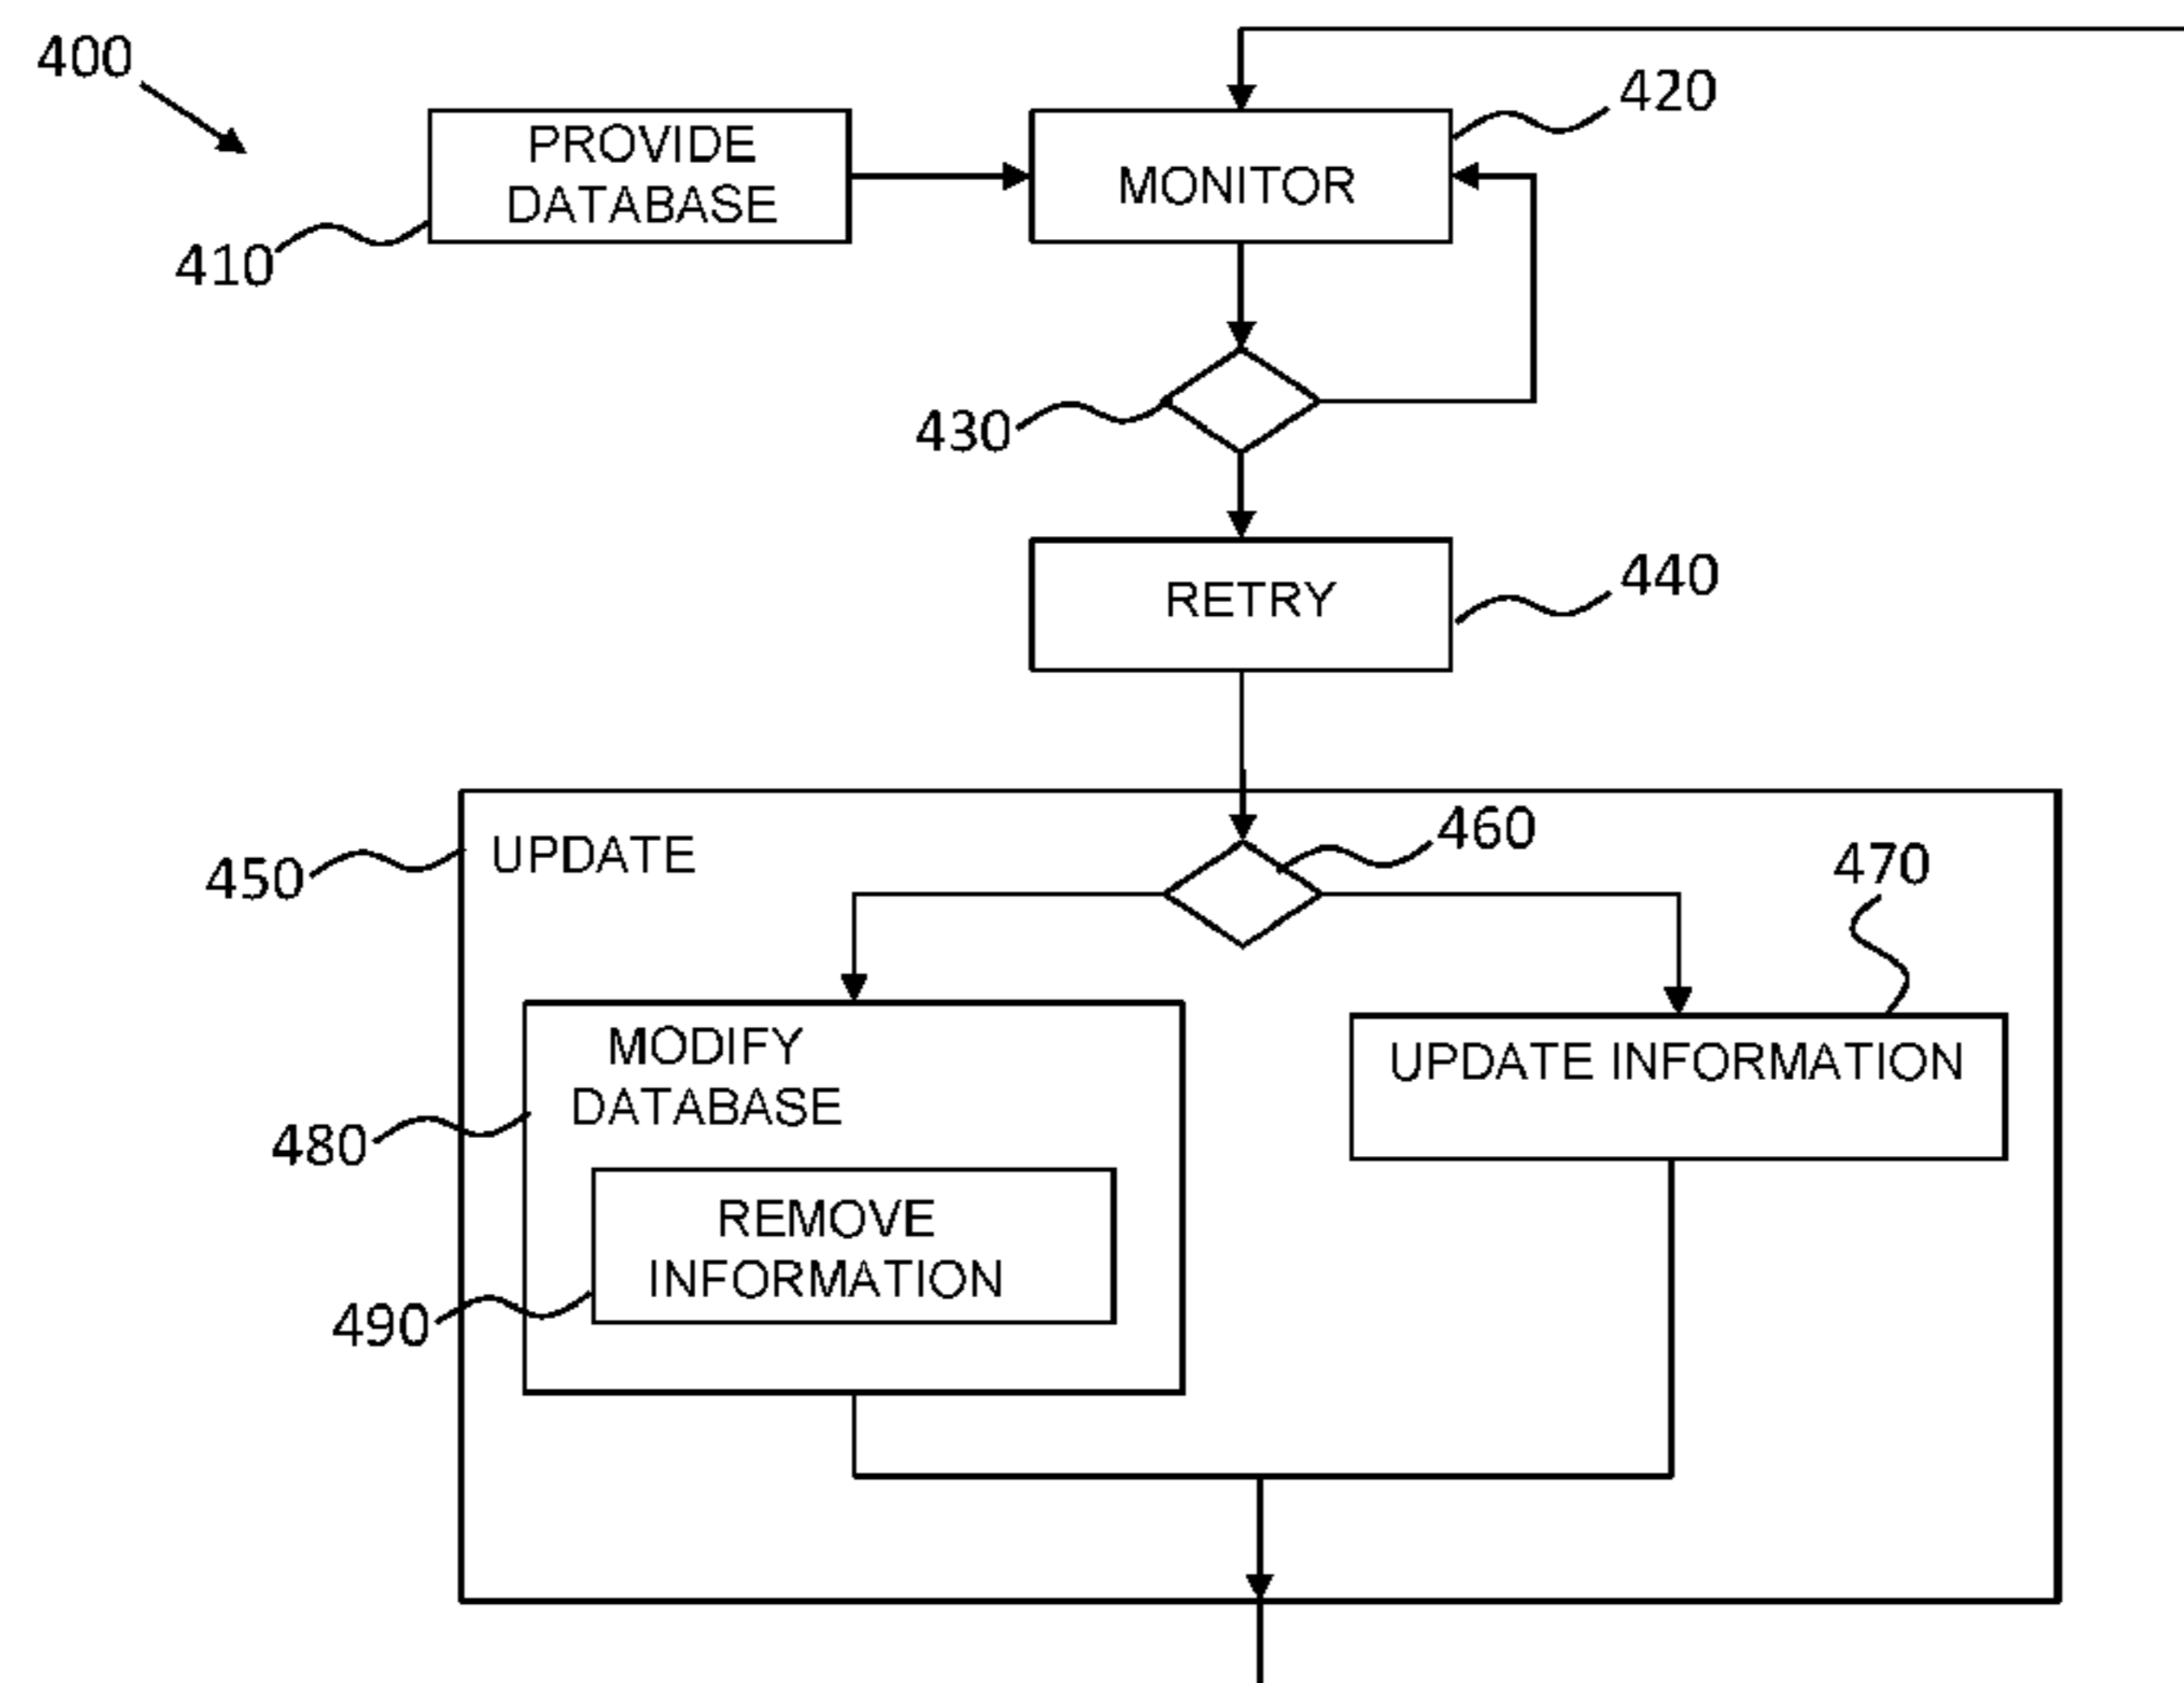 400
PROVIDE
DATABASE
410
MONITOR
420
430
RETRY
440
UPDATE
450
460
470
MODIFY
DATABASE
480
UPDATE INFORMATION
REMOVE
INFORMATION
490